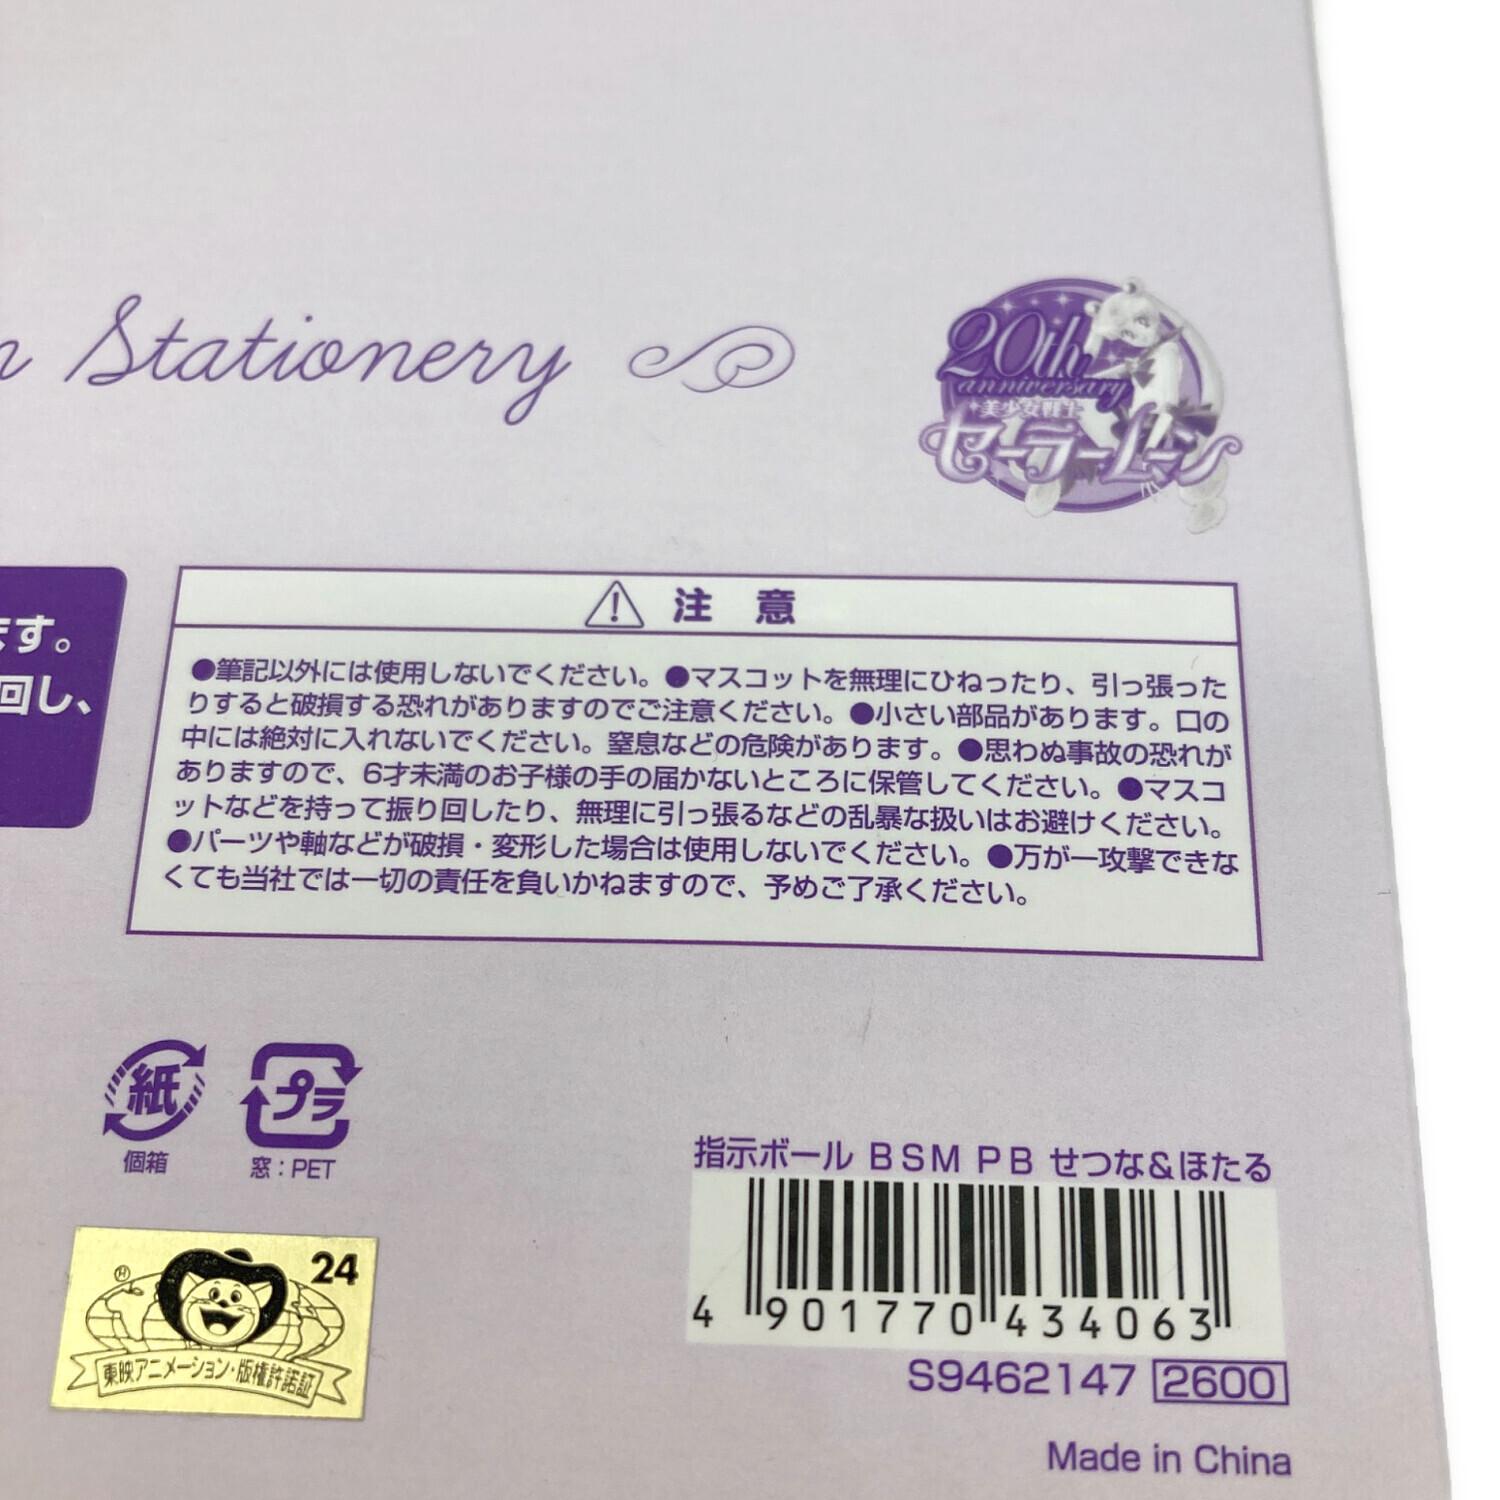 Stationery
20th
anniversary
美少女戦士
セーラームーン
ます。
回し、
注 意
●筆記以外には使用しないでください。●マスコットを無理にひねったり、引っ張った
りすると破損する恐れがありますのでご注意ください。●小さい部品があります。口の
中には絶対に入れないでください。窒息などの危険があります。●思わぬ事故の恐れが
ありますので、6才未満のお子様の手の届かないところに保管してください。●マスコ
ットなどを持って振り回したり、無理に引っ張るなどの乱暴な扱いはお避けください。
●パーツや軸などが破損・変形した場合は使用しないでください。●万が一攻撃できな
くても当社では一切の責任を負いかねますので、予めご了承ください。
紙
個箱
プラ
窓：PET
指示ボール BSM PB せつな&ほたる
4 901770 434063
S9462147 2600
Made in China
24
東映アニメーション・版権許諾証